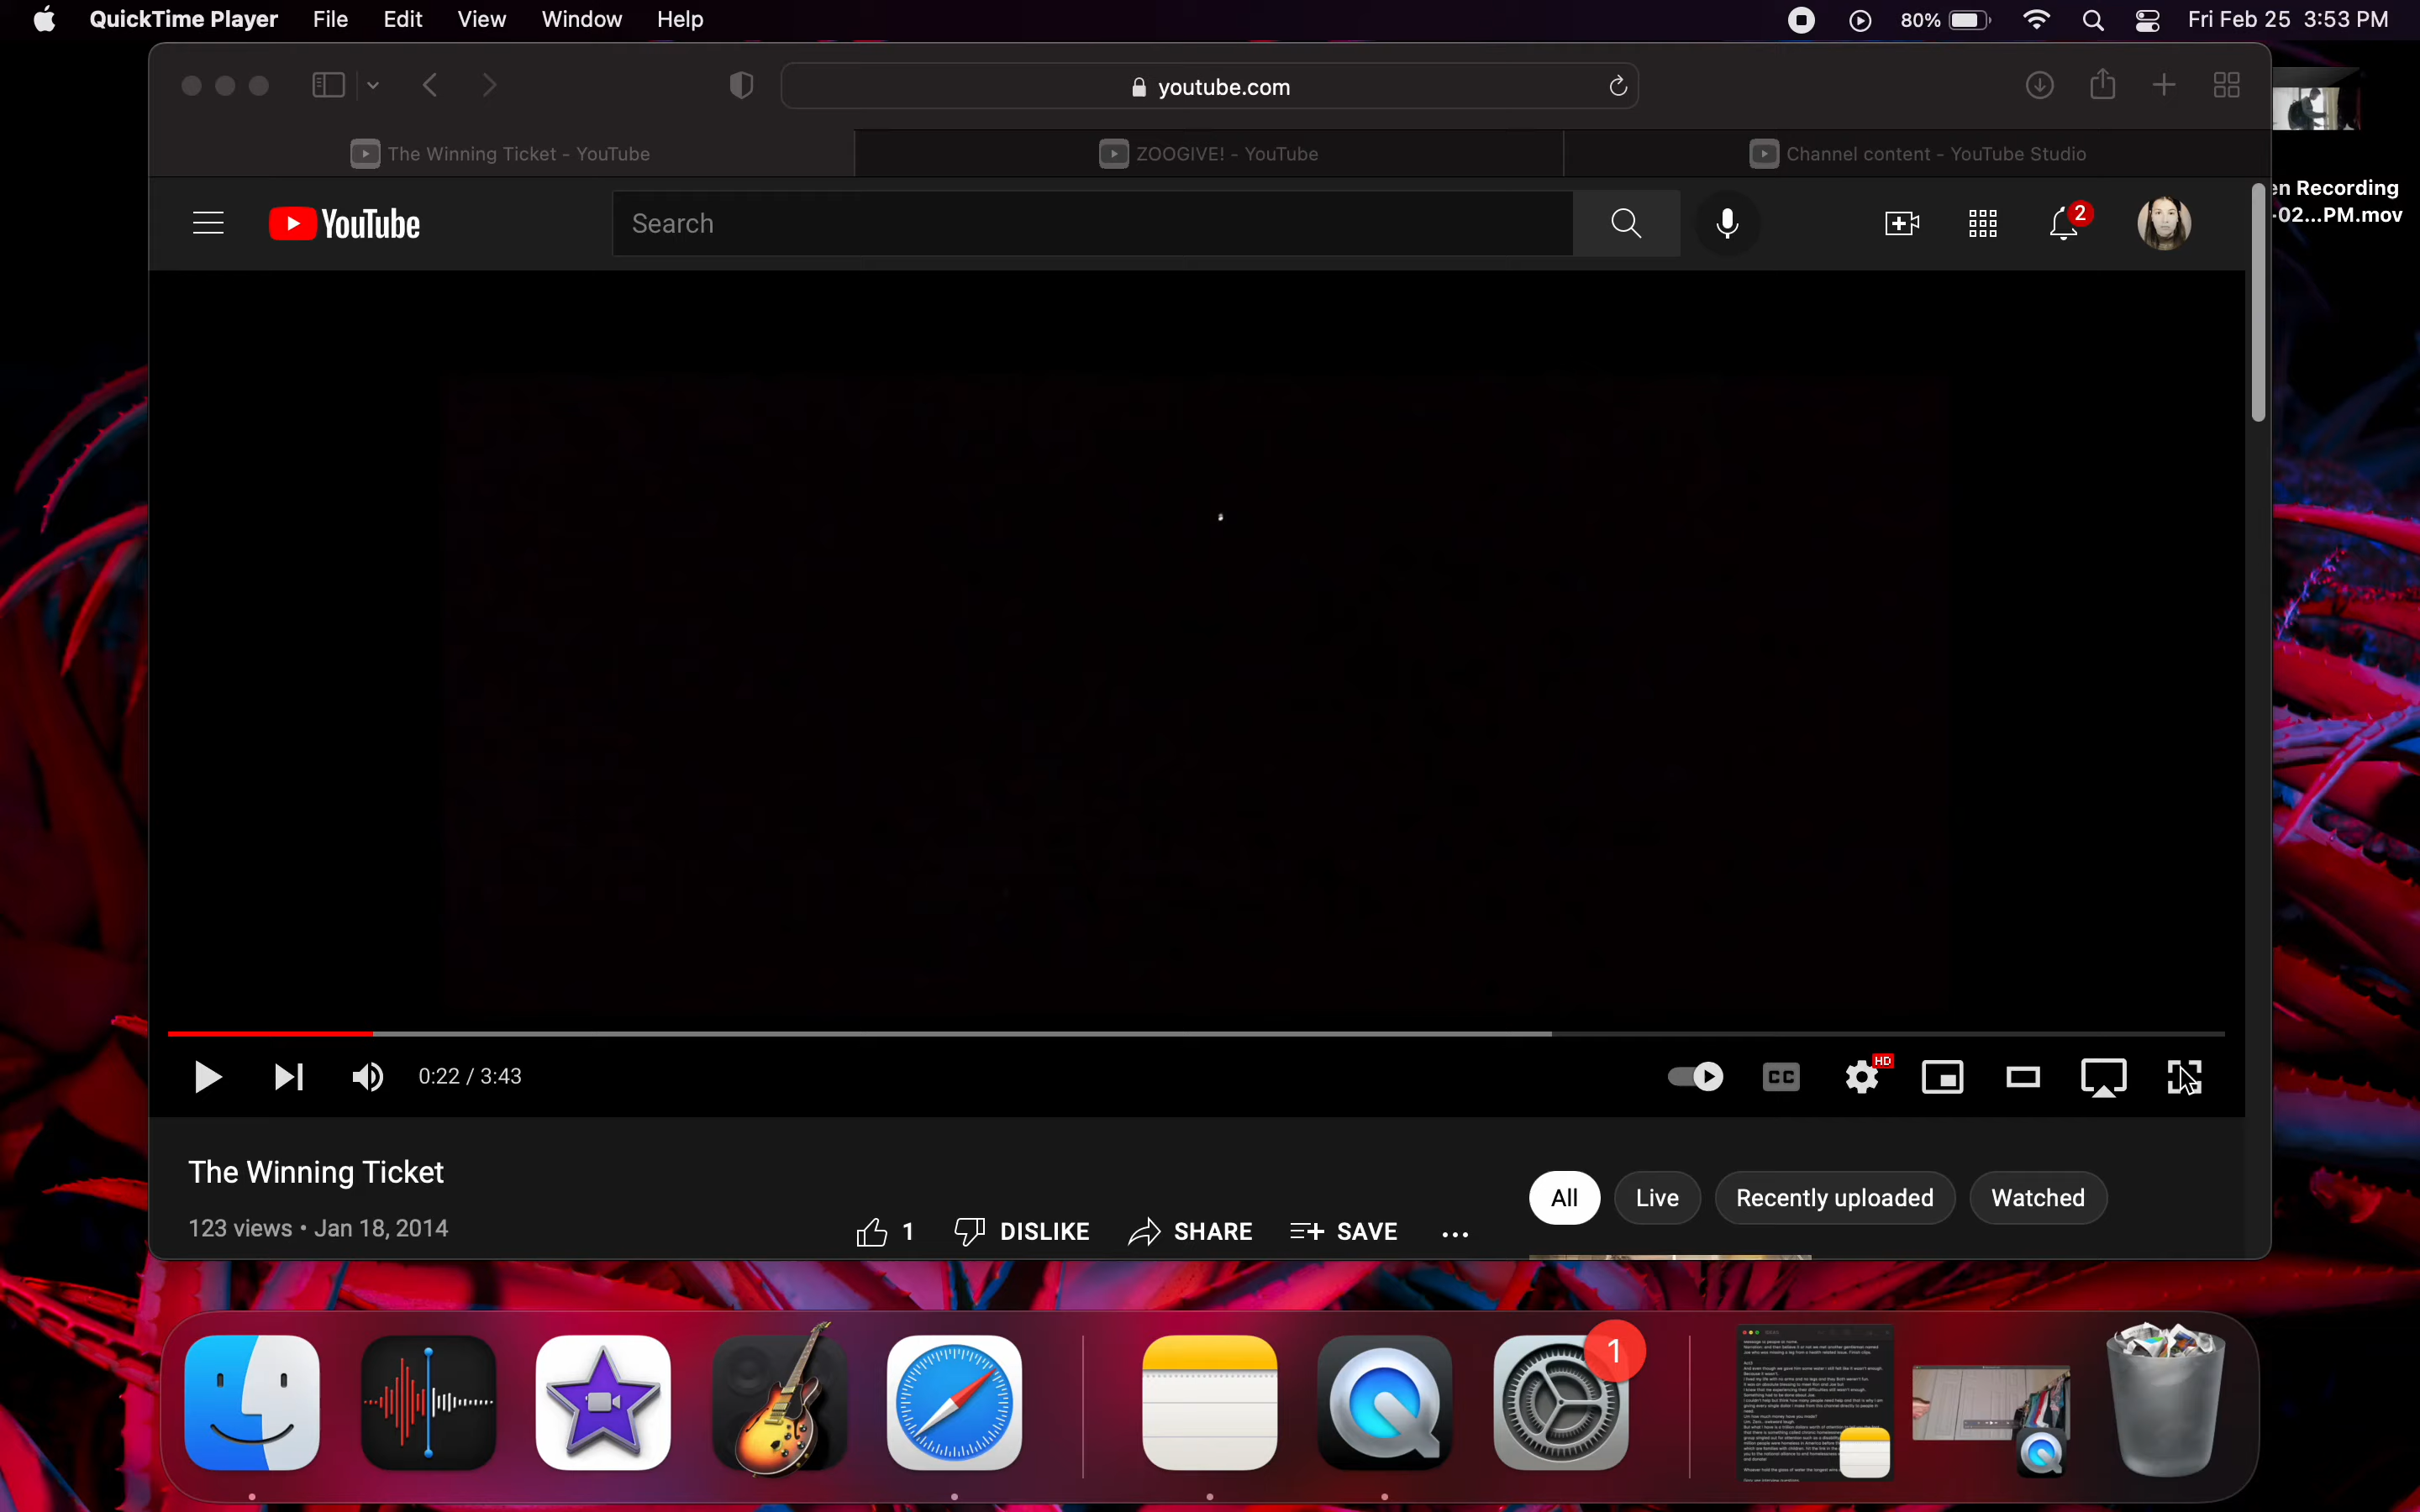 QuickTime Player File Edit View Window Help 80% Fri Feb 25 3:53 PM
youtube.com
The Winning Ticket - YouTube ZOOGIVE! - YouTube Channel content - YouTube Studio
en Recording
-02...PM.mov
YouTube Search 2
0:22 / 3:43 CC HD
The Winning Ticket
123 views • Jan 18, 2014
1 DISLIKE SHARE SAVE ...
All Live Recently uploaded Watched
1